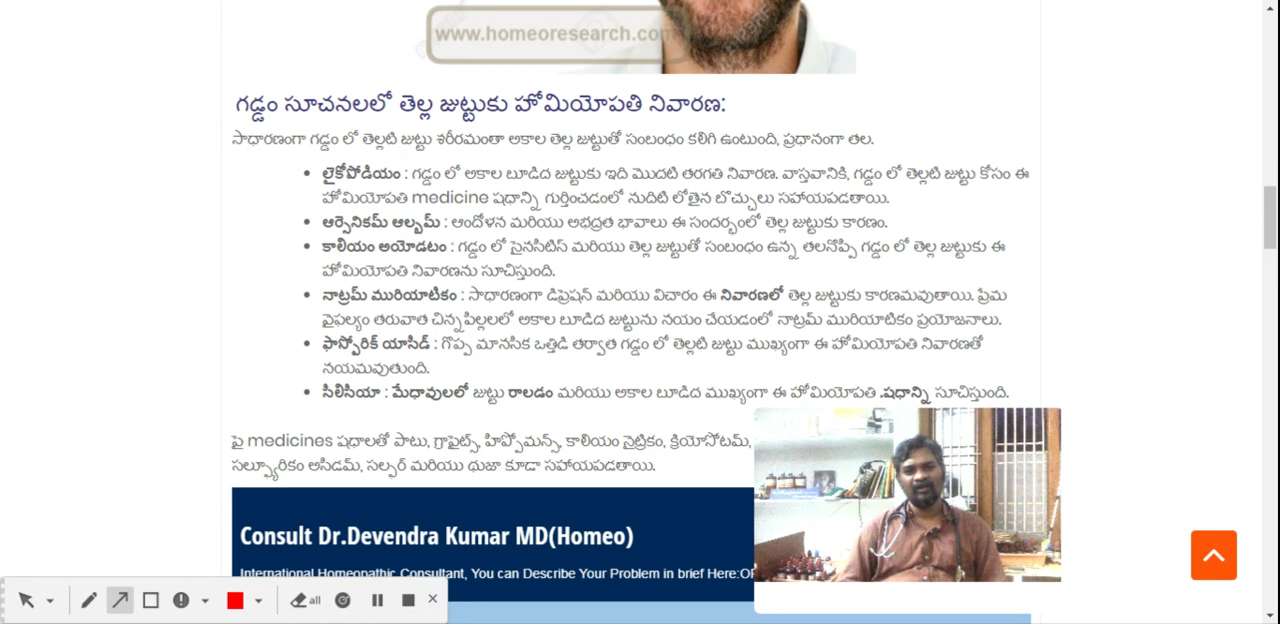 www.homeoresearch.com
గడ్డం సూచనలలో తెల్ల జుట్టుకు హోమియోపతి నివారణ:
సాధారణంగా గడ్డం లో తెల్లటి జుట్టు శరీరమంతా అకాల తెల్ల జుట్టుతో సంబంధం కలిగి ఉంటుంది, ప్రధానంగా తల.
లైకోపోడియం : గడ్డం లో అకాల బూడిద జుట్టుకు ఇది మొదటి తరగతి నివారణ. వాస్తవానికి, గడ్డం లో తెల్లటి జుట్టు కోసం ఈ
హోమియోపతి medicine షధాన్ని గుర్తించడంలో నుదిటి లోతైన బొచ్చులు సహాయపడతాయి.
ఆర్సెనికమ్ ఆల్బమ్ : ఆందోళన మరియు అభద్రత భావాలు ఈ సందర్భంలో తెల్ల జుట్టుకు కారణం.
కాలియం అయోడటం : గడ్డం లో సైనసిటిస్ మరియు తెల్ల జుట్టుతో సంబంధం ఉన్న తలనొప్పి గడ్డం లో తెల్ల జుట్టుకు ఈ
హోమియోపతి నివారణను సూచిస్తుంది.
నాట్రమ్ మురియాటికం : సాధారణంగా డిప్రెషన్ మరియు విచారం ఈ నివారణలో తెల్ల జుట్టుకు కారణమవుతాయి. ప్రేమ
వైఫల్యం తరువాత చిన్నపిల్లలలో అకాల బూడిద జుట్టును నయం చేయడంలో నాట్రమ్ మురియాటికం ప్రయోజనాలు.
ఫాస్పోరిక్ యాసిడ్ : గొప్ప మానసిక ఒత్తిడి తర్వాత గడ్డం లో తెల్లటి జుట్టు ముఖ్యంగా ఈ హోమియోపతి నివారణతో
నయమవుతుంది.
సిలిసియా : మేధావులలో జుట్టు రాలడం మరియు అకాల బూడిద ముఖ్యంగా ఈ హోమియోపతి .షధాన్ని సూచిస్తుంది.
పై medicines షధాలతో పాటు, గ్రాఫైట్స్, హిప్పోమన్స్, కాలియం నైట్రికం, క్రియోసోటమ్,
సల్ఫ్యూరికం అసిడమ్, సల్ఫర్ మరియు థుజా కూడా సహాయపడతాయి.
Consult Dr.Devendra Kumar MD(Homeo)
International Homeopathic Consultant, You can Describe Your Problem in brief Here:OR
all